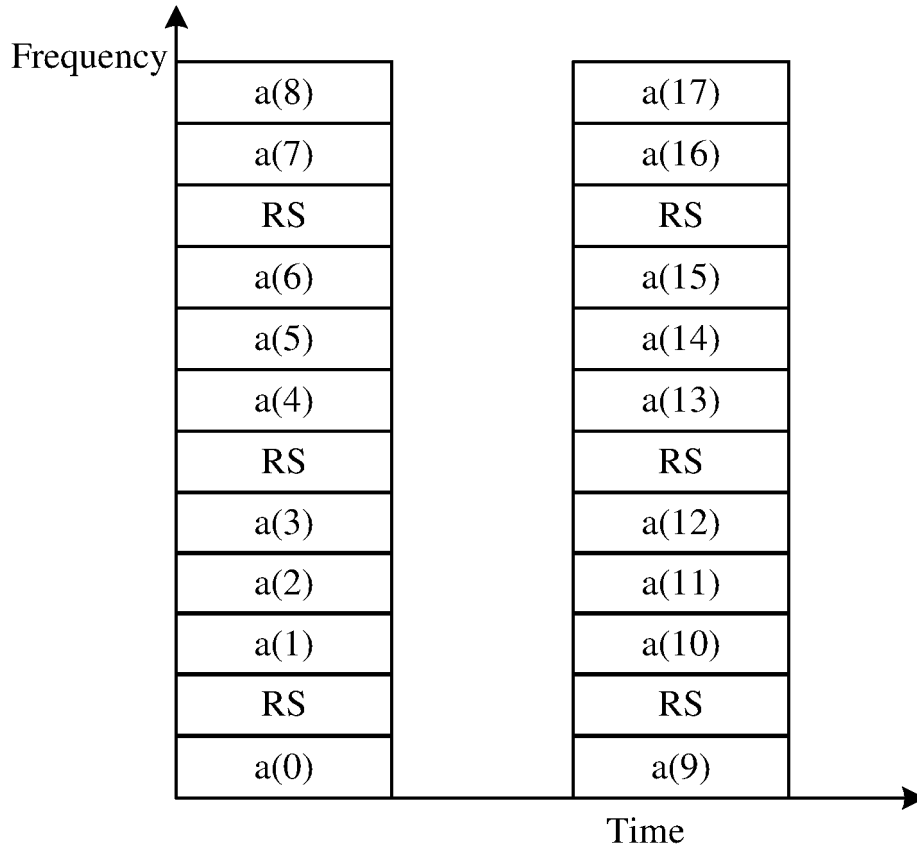 Frequency
a(8)
a(7)
RS
a(6)
a(5)
a(4)
RS
a(3)
a(2)
a(1)
RS
a(0)
a(17)
a(16)
RS
a(15)
a(14)
a(13)
RS
a(12)
a(11)
a(10)
RS
a(9)
Time